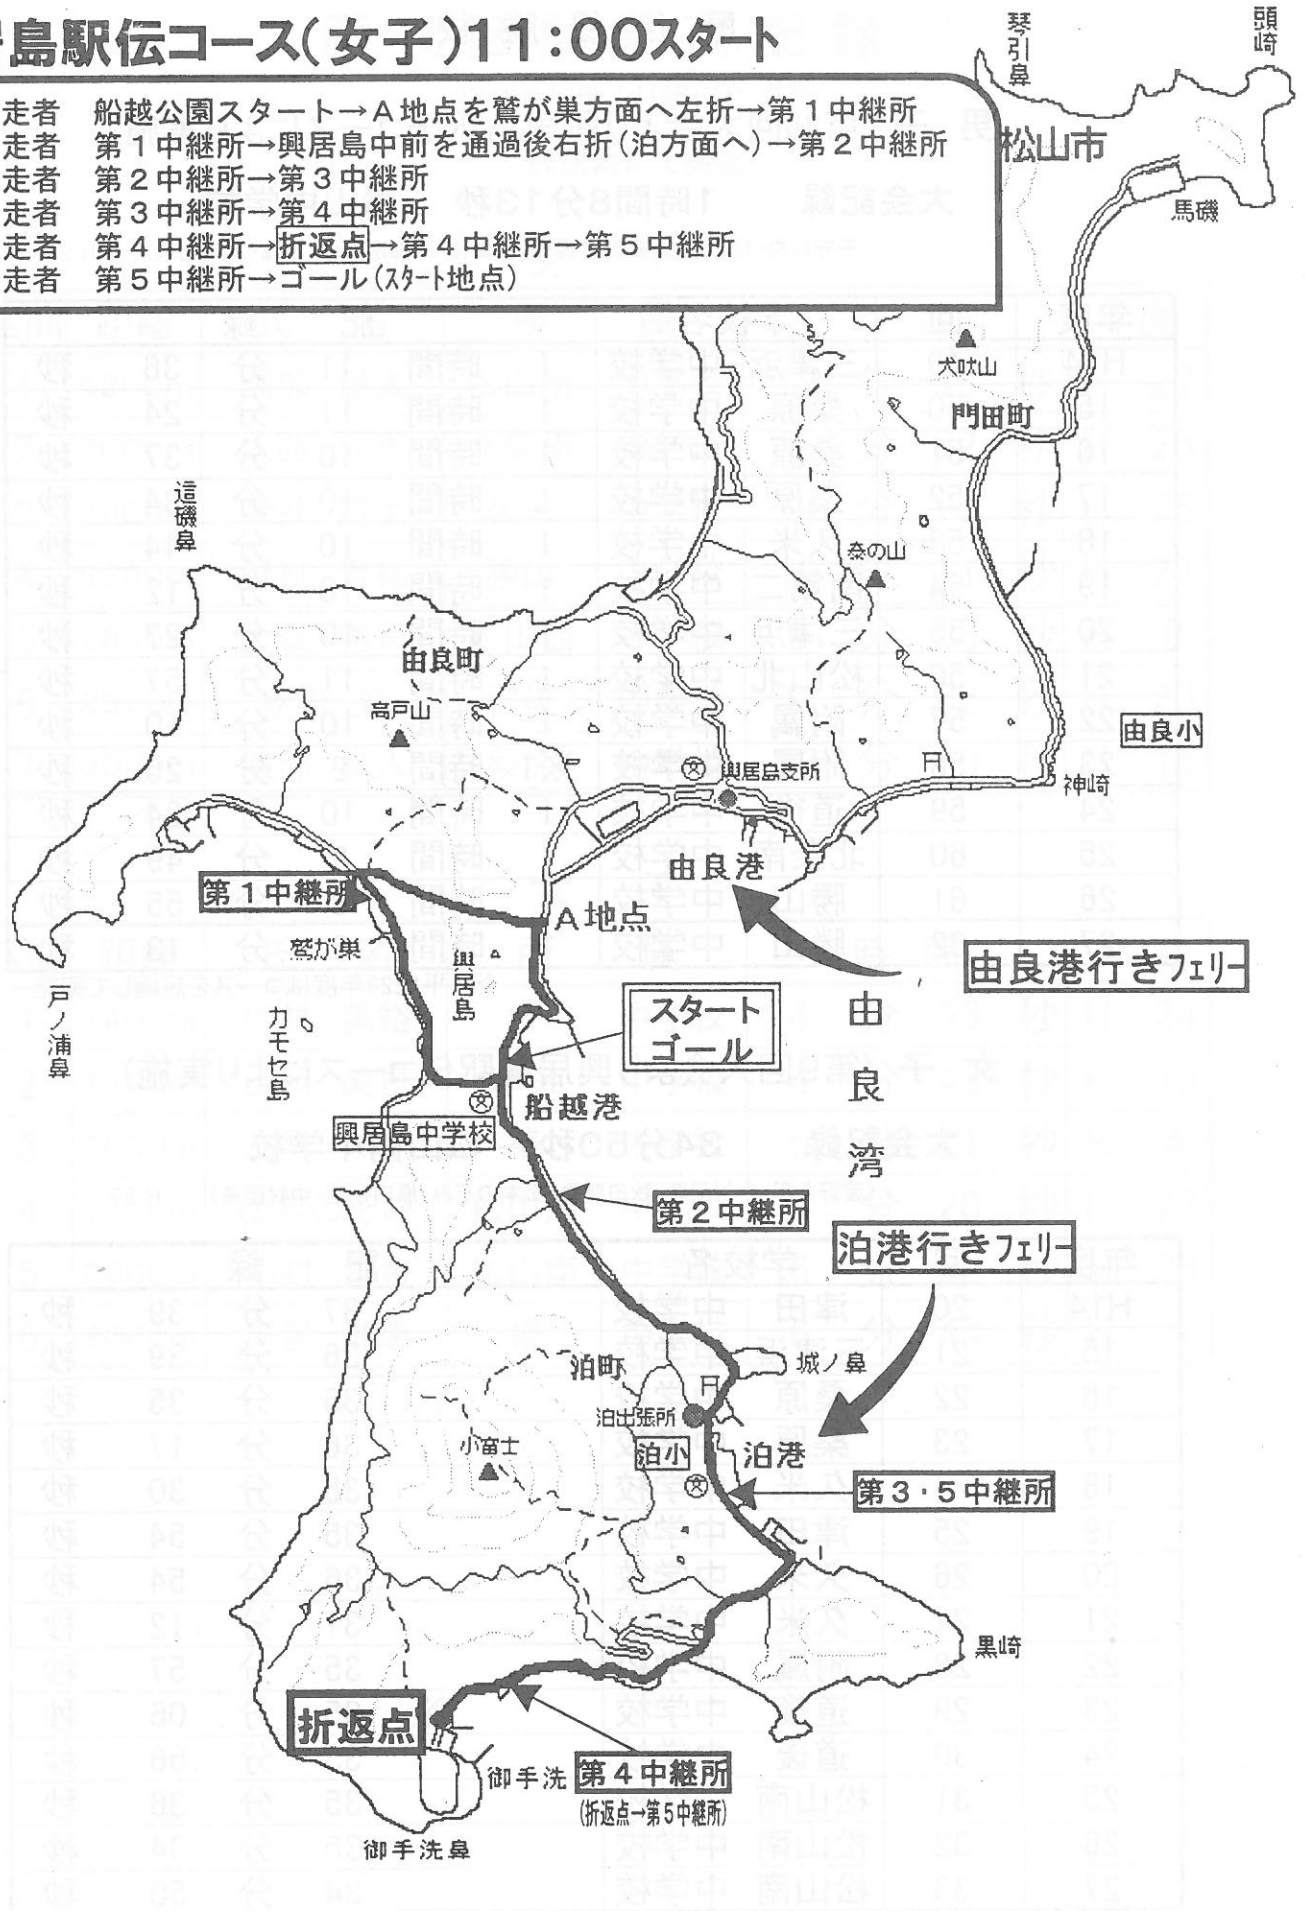 島駅伝コース(女子)11:00スタート
走者 船越公園スタート→A地点を鷲が巣方面へ左折→第1中継所
走者 第1中継所→興居島中前を通過後右折(泊方面へ)→第2中継所
走者 第2中継所→第3中継所
走者 第3中継所→第4中継所
走者 第4中継所→折返点→第4中継所→第5中継所
走者 第5中継所→ゴール(スタート地点)
琴引鼻
頭崎
松山市
馬磯
犬吠山
門田町
這磯鼻
泰の山
由良町
高戸山
由良小
興居島支所
神崎
由良港
第1中継所
A地点
鷲が巣
興居島
由良港行きフェリー
戸ノ浦鼻
カモセ島
スタート
ゴール
由良湾
船越港
興居島中学校
第2中継所
泊港行きフェリー
泊町
城ノ鼻
泊出張所
小富士
泊小
泊港
第3・5中継所
黒崎
折返点
御手洗
第4中継所
(折返点→第5中継所)
御手洗鼻